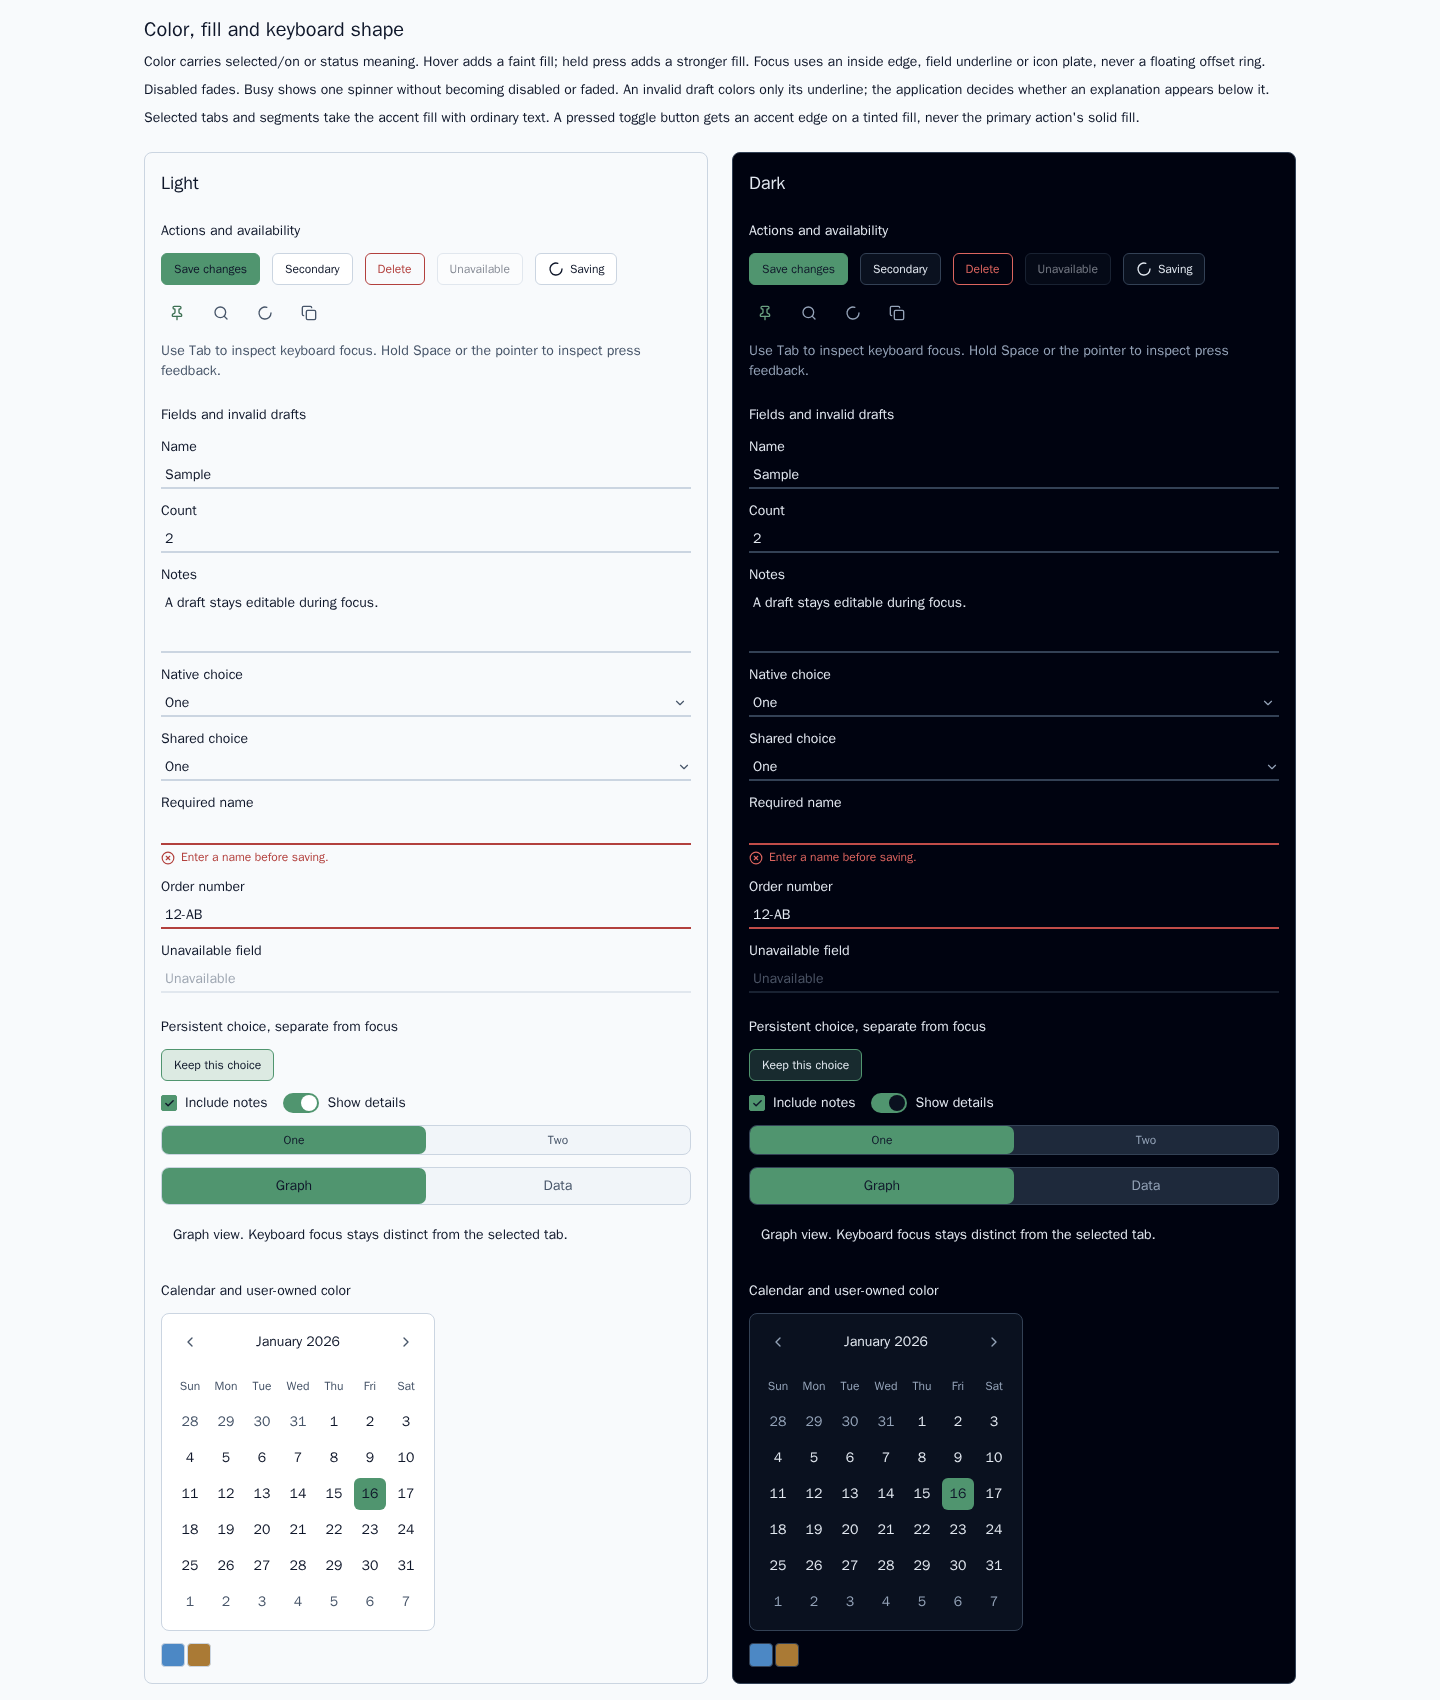 Color, fill and keyboard shape
Color carries selected/on or status meaning. Hover adds a faint fill; held press adds a stronger fill. Focus uses an inside edge, field underline or icon plate, never a floating offset ring.
Disabled fades. Busy shows one spinner without becoming disabled or faded. An invalid draft colors only its underline; the application decides whether an explanation appears below it.
Selected tabs and segments take the accent fill with ordinary text. A pressed toggle button gets an accent edge on a tinted fill, never the primary action's solid fill.
Light
Actions and availability
Save changes Secondary Delete Unavailable Saving
Use Tab to inspect keyboard focus. Hold Space or the pointer to inspect press
feedback.
Fields and invalid drafts
Name
Sample
Count
2
Notes
A draft stays editable during focus.
Native choice
One
Shared choice
One
Required name
Enter a name before saving.
Order number
12-AB
Unavailable field
Unavailable
Persistent choice, separate from focus
Keep this choice
Include notes Show details
One Two
Graph Data
Graph view. Keyboard focus stays distinct from the selected tab.
Calendar and user-owned color
January 2026
Sun Mon Tue Wed Thu Fri Sat
28 29 30 31 1 2 3
4 5 6 7 8 9 10
11 12 13 14 15 16 17
18 19 20 21 22 23 24
25 26 27 28 29 30 31
1 2 3 4 5 6 7
Dark
Actions and availability
Save changes Secondary Delete Unavailable Saving
Use Tab to inspect keyboard focus. Hold Space or the pointer to inspect press
feedback.
Fields and invalid drafts
Name
Sample
Count
2
Notes
A draft stays editable during focus.
Native choice
One
Shared choice
One
Required name
Enter a name before saving.
Order number
12-AB
Unavailable field
Unavailable
Persistent choice, separate from focus
Keep this choice
Include notes Show details
One Two
Graph Data
Graph view. Keyboard focus stays distinct from the selected tab.
Calendar and user-owned color
January 2026
Sun Mon Tue Wed Thu Fri Sat
28 29 30 31 1 2 3
4 5 6 7 8 9 10
11 12 13 14 15 16 17
18 19 20 21 22 23 24
25 26 27 28 29 30 31
1 2 3 4 5 6 7